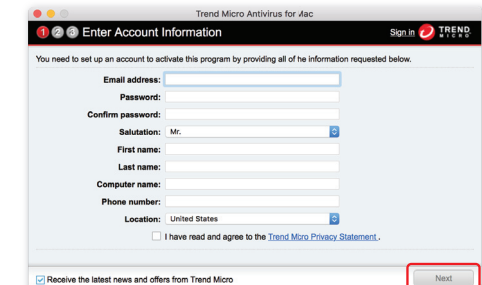 Trend Micro Antivirus for Mac
1 2 3 Enter Account Information
Sign in
TREND
MICRO
You need to set up an account to activate this program by providing all of he information requested below.
Email address:
Password:
Confirm password:
Salutation: Mr.
First name:
Last name:
Computer name:
Phone number:
Location: United States
I have read and agree to the Trend Micro Privacy Statement .
Receive the latest news and offers from Trend Micro
Next